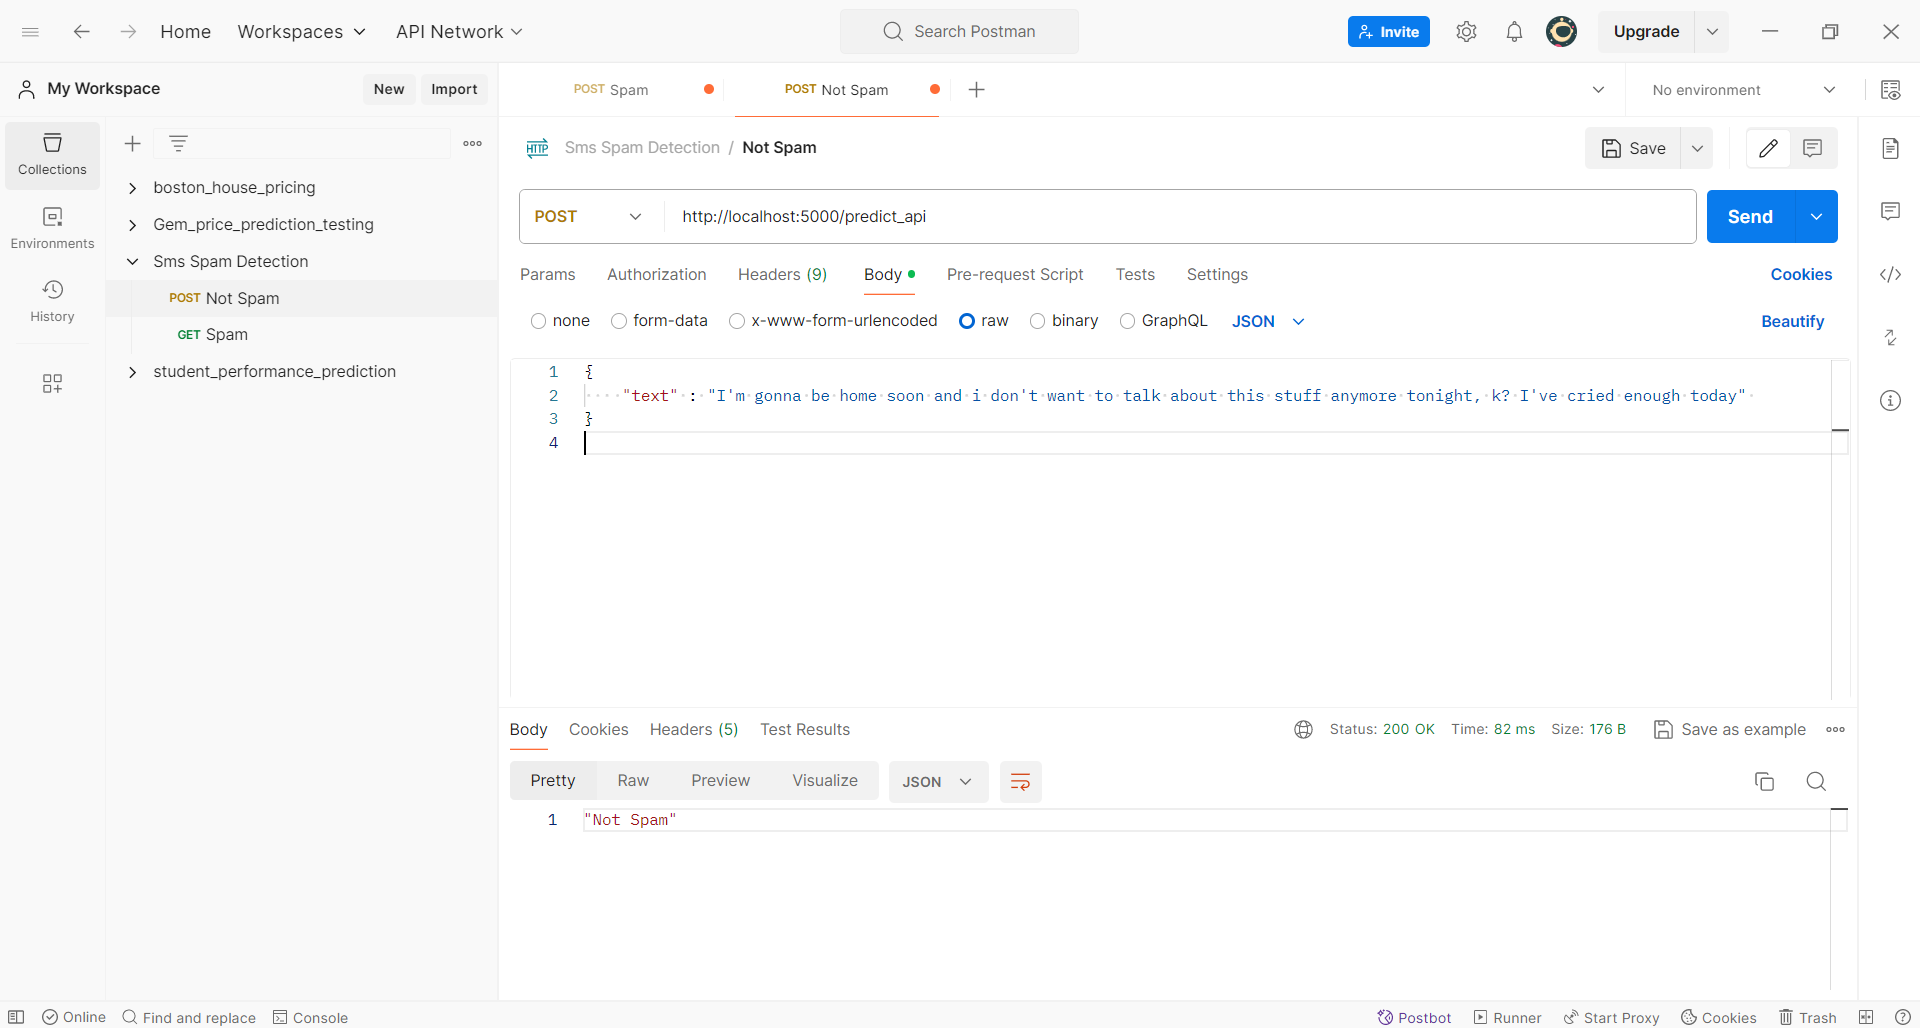 Home Workspaces API Network Search Postman Invite Upgrade
My Workspace New Import
POST Spam POST Not Spam No environment
Collections
Environments
History
boston_house_pricing
Gem_price_prediction_testing
Sms Spam Detection
POST Not Spam
GET Spam
student_performance_prediction
HTTP Sms Spam Detection / Not Spam Save
POST http://localhost:5000/predict_api Send
Params Authorization Headers (9) Body Pre-request Script Tests Settings Cookies
none form-data x-www-form-urlencoded raw binary GraphQL JSON Beautify
1 {
2 "text" : "I'm gonna be home soon and i don't want to talk about this stuff anymore tonight, k? I've cried enough today"
3 }
4
Body Cookies Headers (5) Test Results Status: 200 OK Time: 82 ms Size: 176 B Save as example
Pretty Raw Preview Visualize JSON
1 "Not Spam"
Online Find and replace Console Postbot Runner Start Proxy Cookies Trash